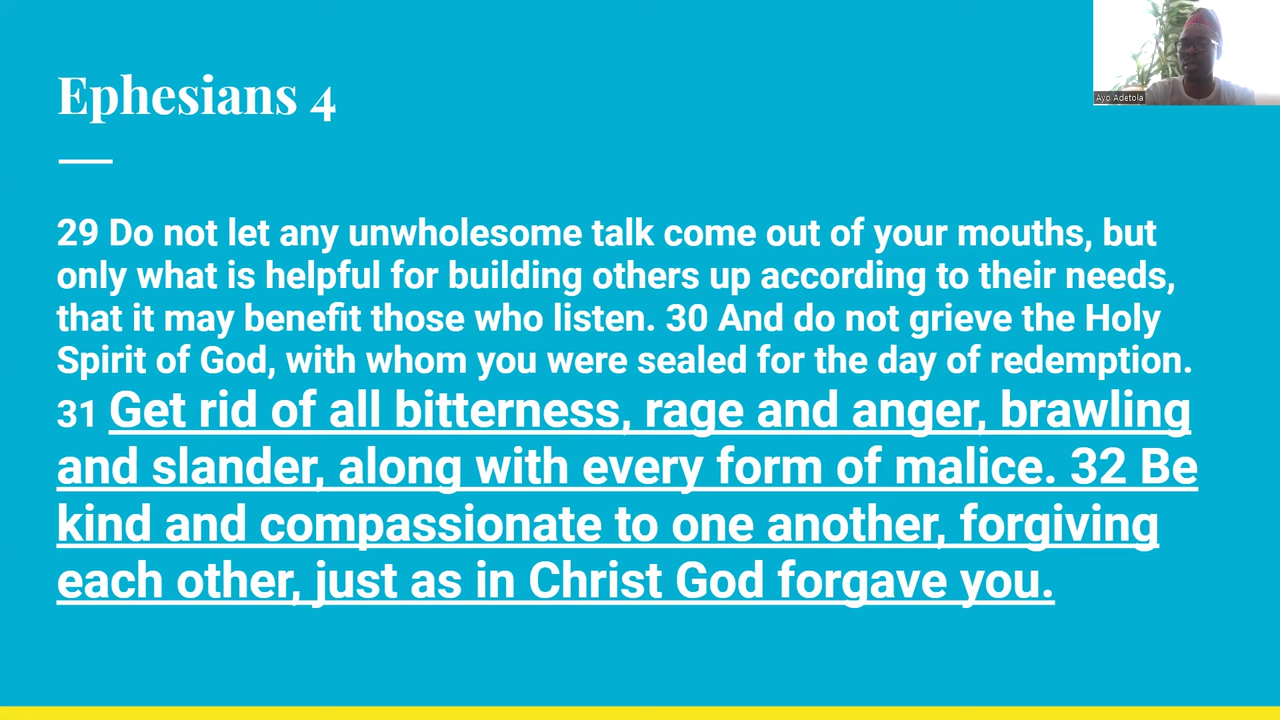 Ephesians 4
Ayo Adetola
29 Do not let any unwholesome talk come out of your mouths, but
only what is helpful for building others up according to their needs,
that it may benefit those who listen. 30 And do not grieve the Holy
Spirit of God, with whom you were sealed for the day of redemption.
31 Get rid of all bitterness, rage and anger, brawling
and slander, along with every form of malice. 32 Be
kind and compassionate to one another, forgiving
each other, just as in Christ God forgave you.